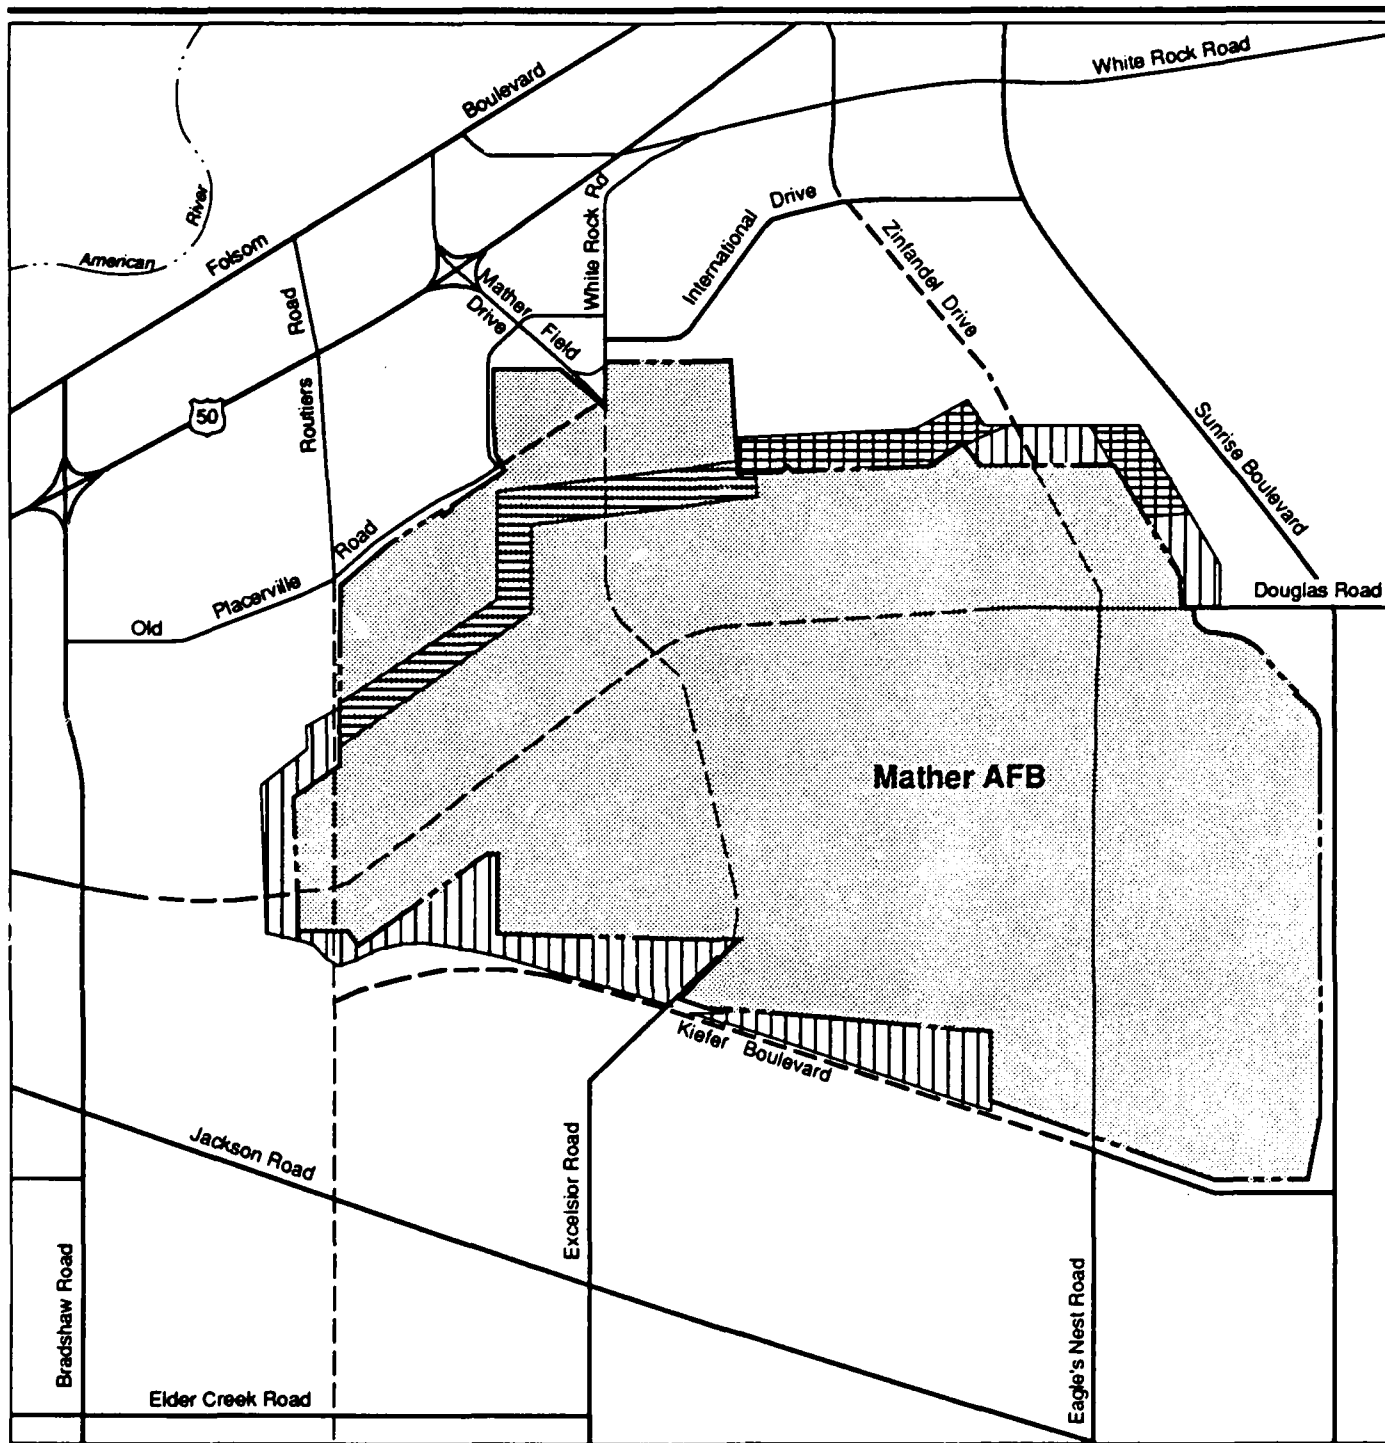 White Rock Road
Boulevard
River
American
Folsom
White Rock Rd
International
Drive
Zinfandel Drive
Road
Mather Field
Drive
Routiers
50
Sunrise Boulevard
Road
Placerville
Old
Douglas Road
Mather AFB
Kiefer Boulevard
Jackson Road
Excelsior Road
Bradshaw Road
Eagle's Nest Road
Elder Creek Road